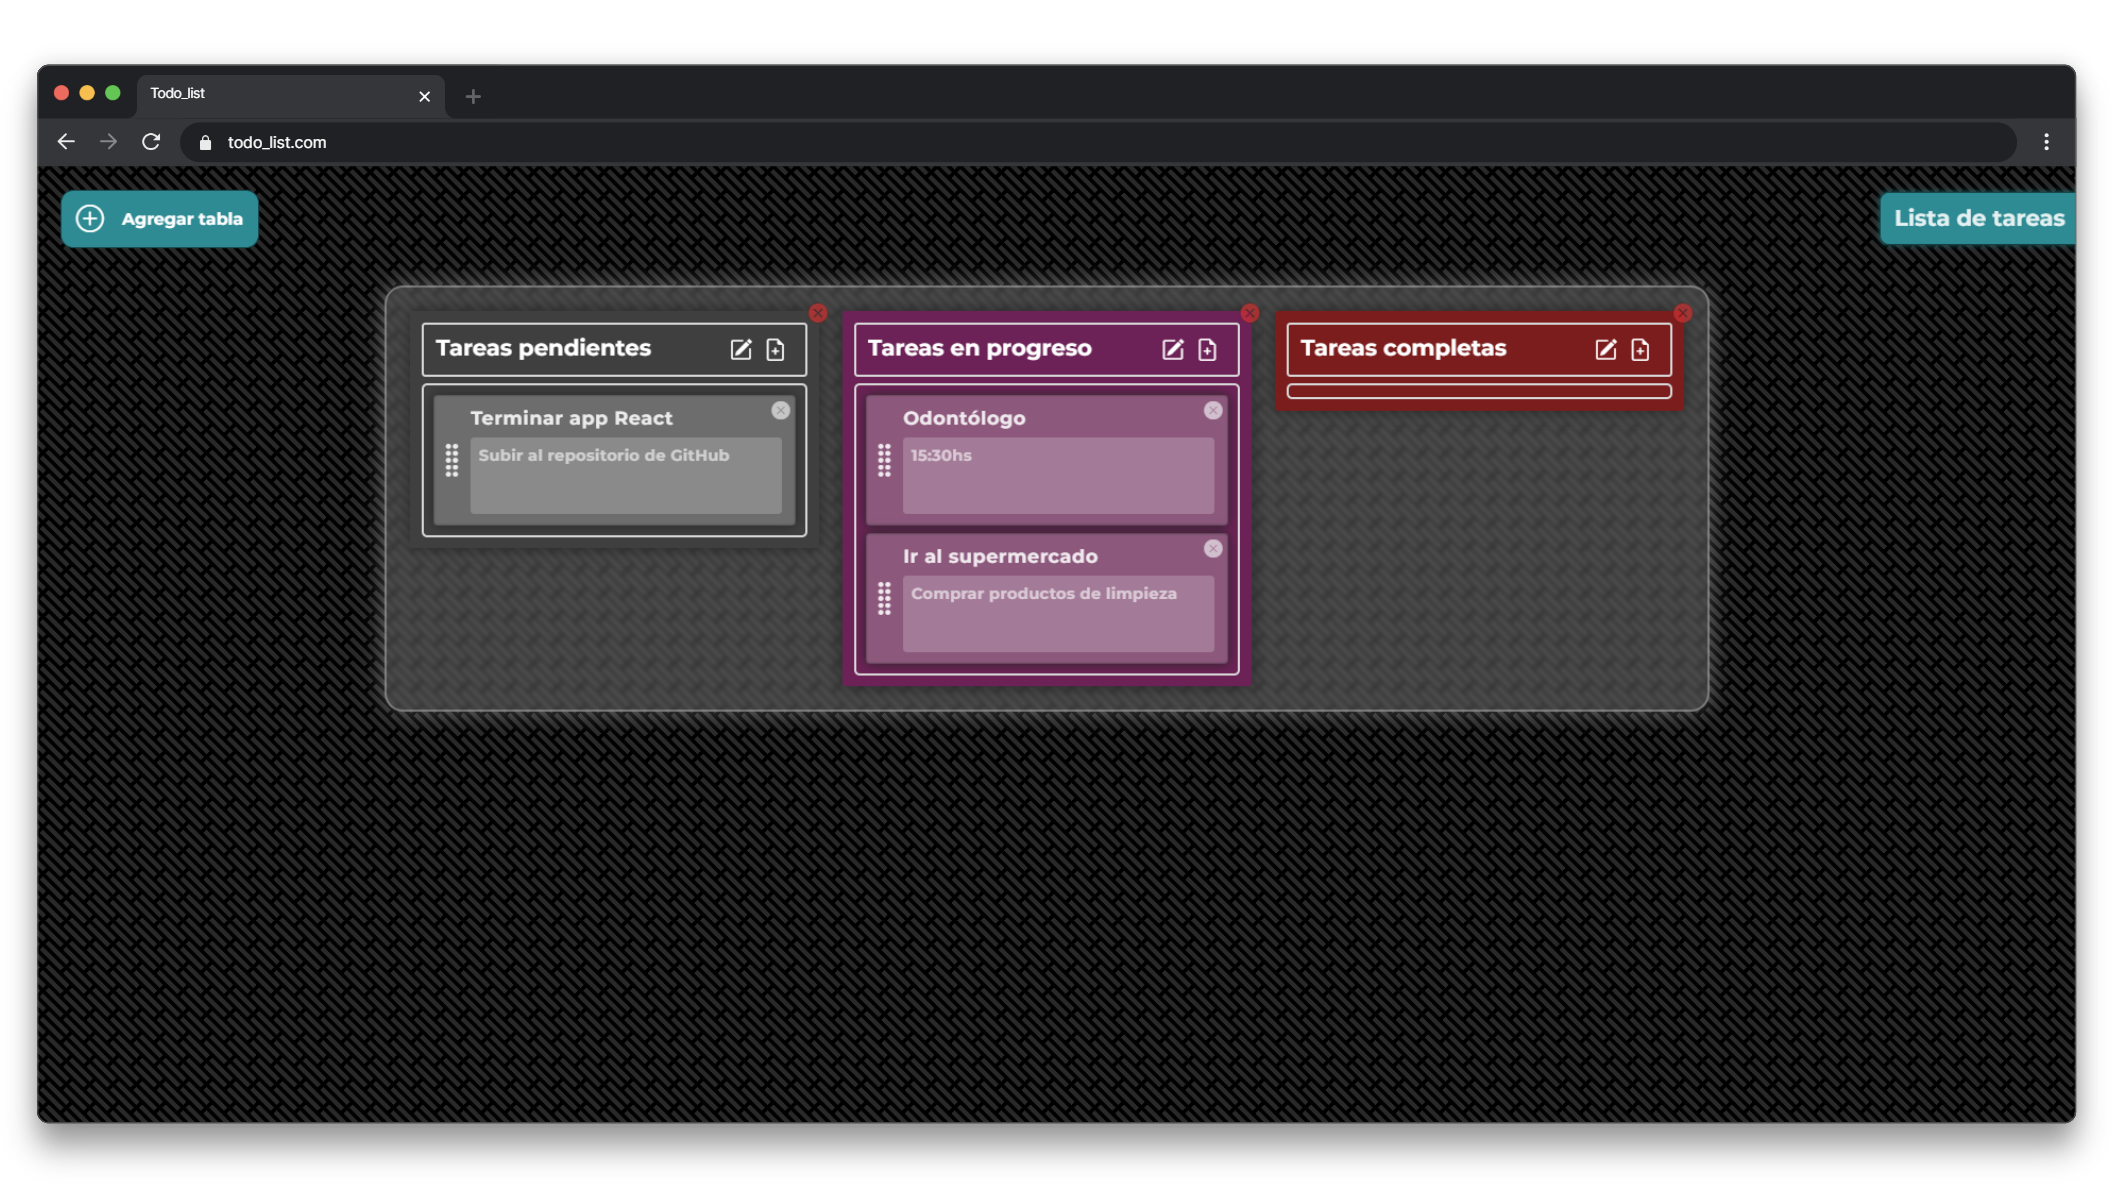 Todo_list
todo_list.com
Agregar tabla
Lista de tareas
Tareas pendientes
Terminar app React
Subir al repositorio de GitHub
Tareas en progreso
Odontólogo
15:30hs
Ir al supermercado
Comprar productos de limpieza
Tareas completas